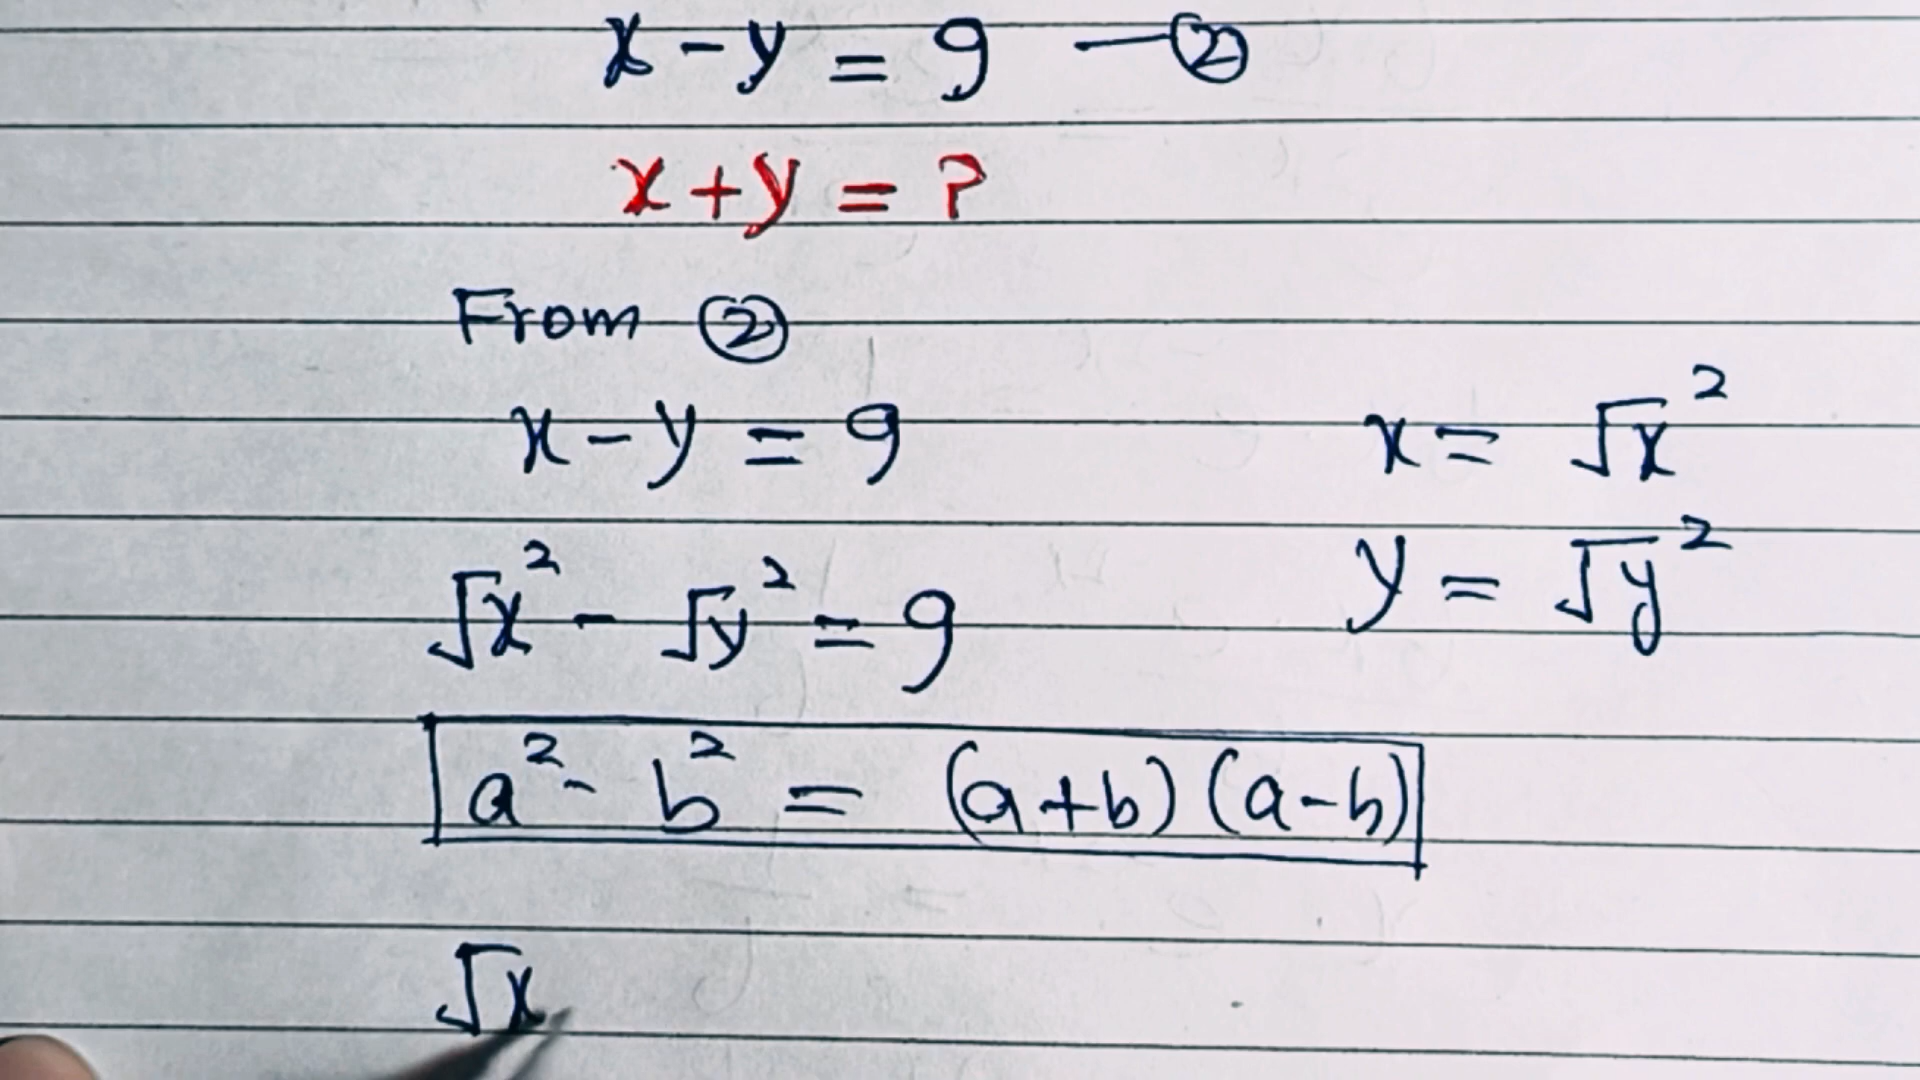 x - y = 9 — ②
x + y = ?
From ②
x - y = 9
x = √x²
y = √y²
√x² - √y² = 9
a² - b² = (a+b) (a-b)
√x